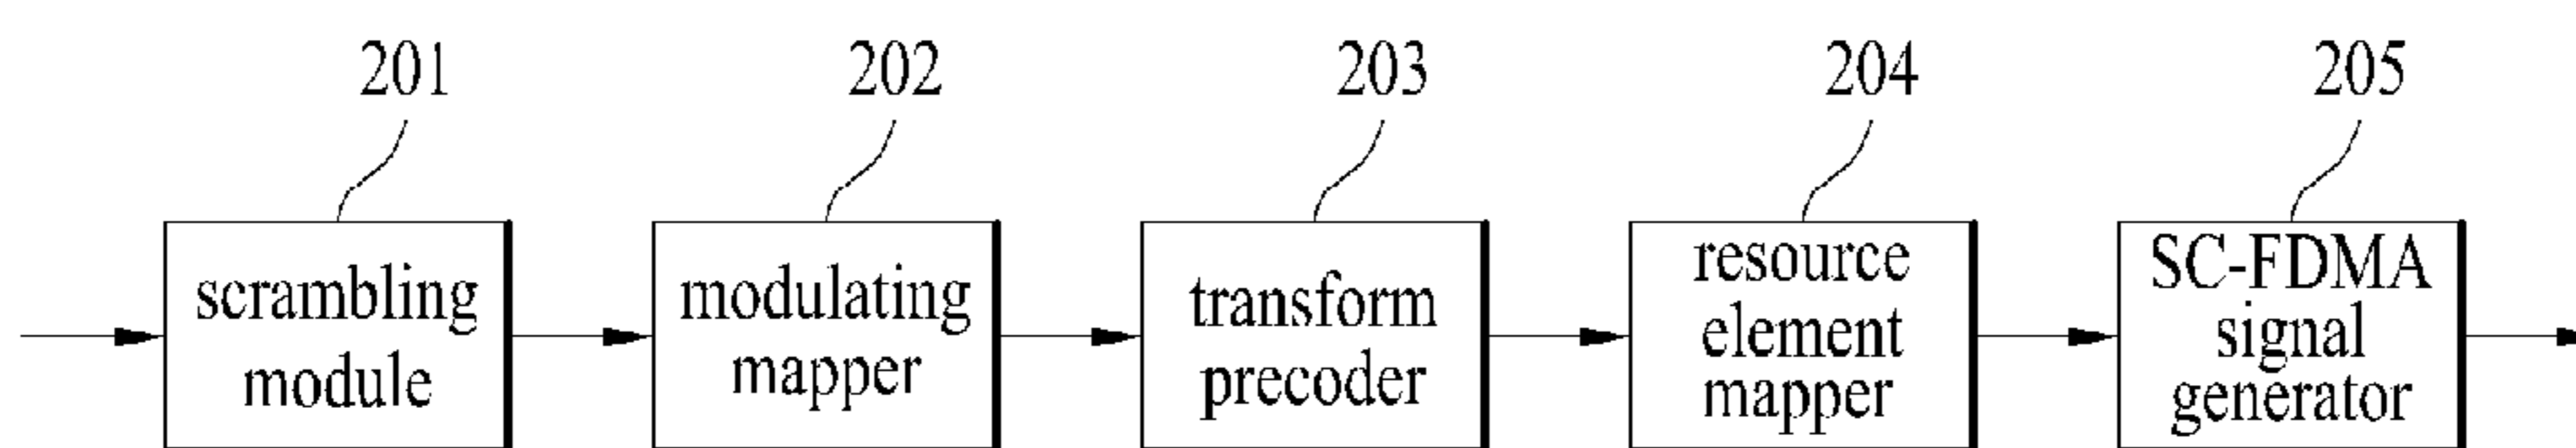 201
202
203
204
205
scrambling
module
modulating
mapper
transform
precoder
resource
element
mapper
SC-FDMA
signal
generator